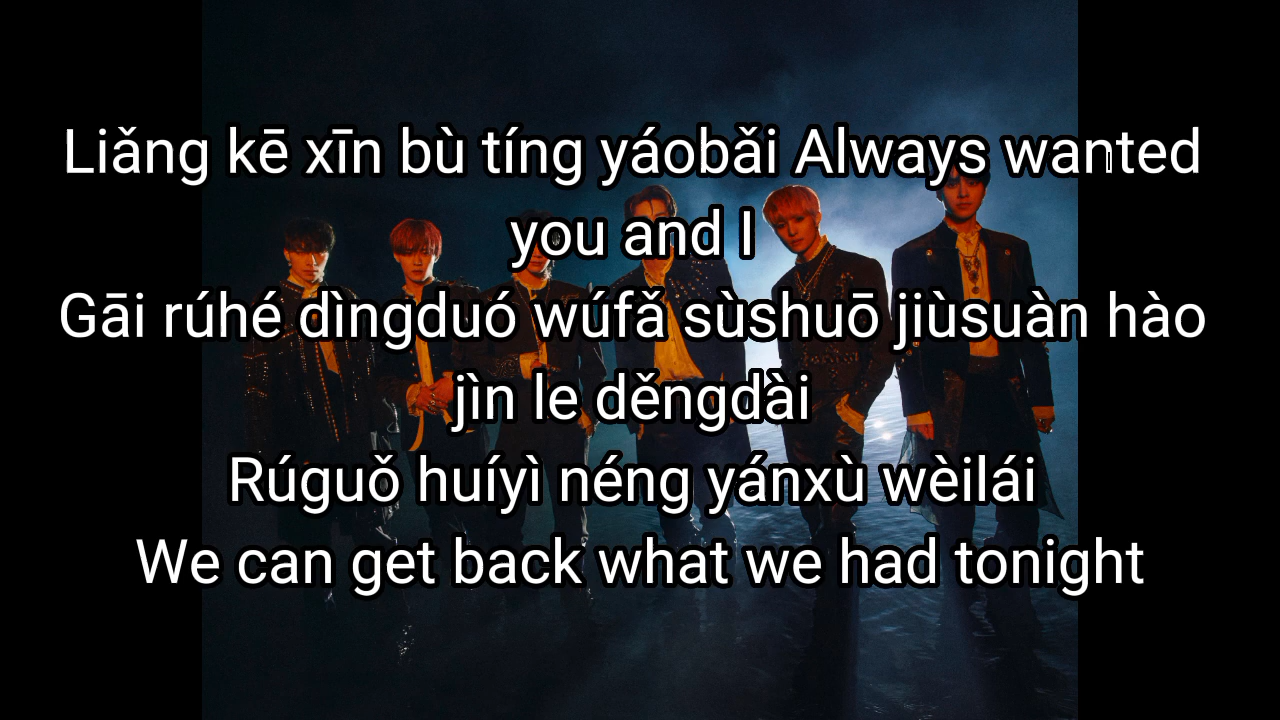 Liǎng kē xīn bù tíng yáobǎi Always wanted
you and I
Gāi rúhé dìngduó wúfǎ sùshuō jiùsuàn hào
jìn le děngdài
Rúguǒ huíyì néng yánxù wèilái
We can get back what we had tonight